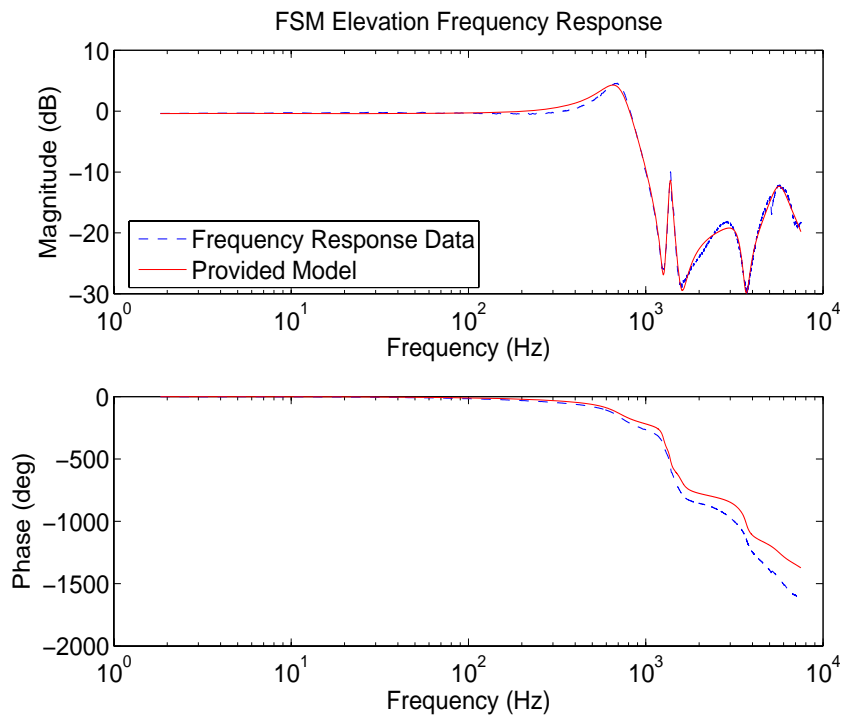 FSM Elevation Frequency Response
10
0
−10
−20
−30
Magnitude (dB)
Frequency Response Data
Provided Model
10^0
10^1
10^2
10^3
10^4
Frequency (Hz)
0
−500
−1000
−1500
−2000
Phase (deg)
10^0
10^1
10^2
10^3
10^4
Frequency (Hz)